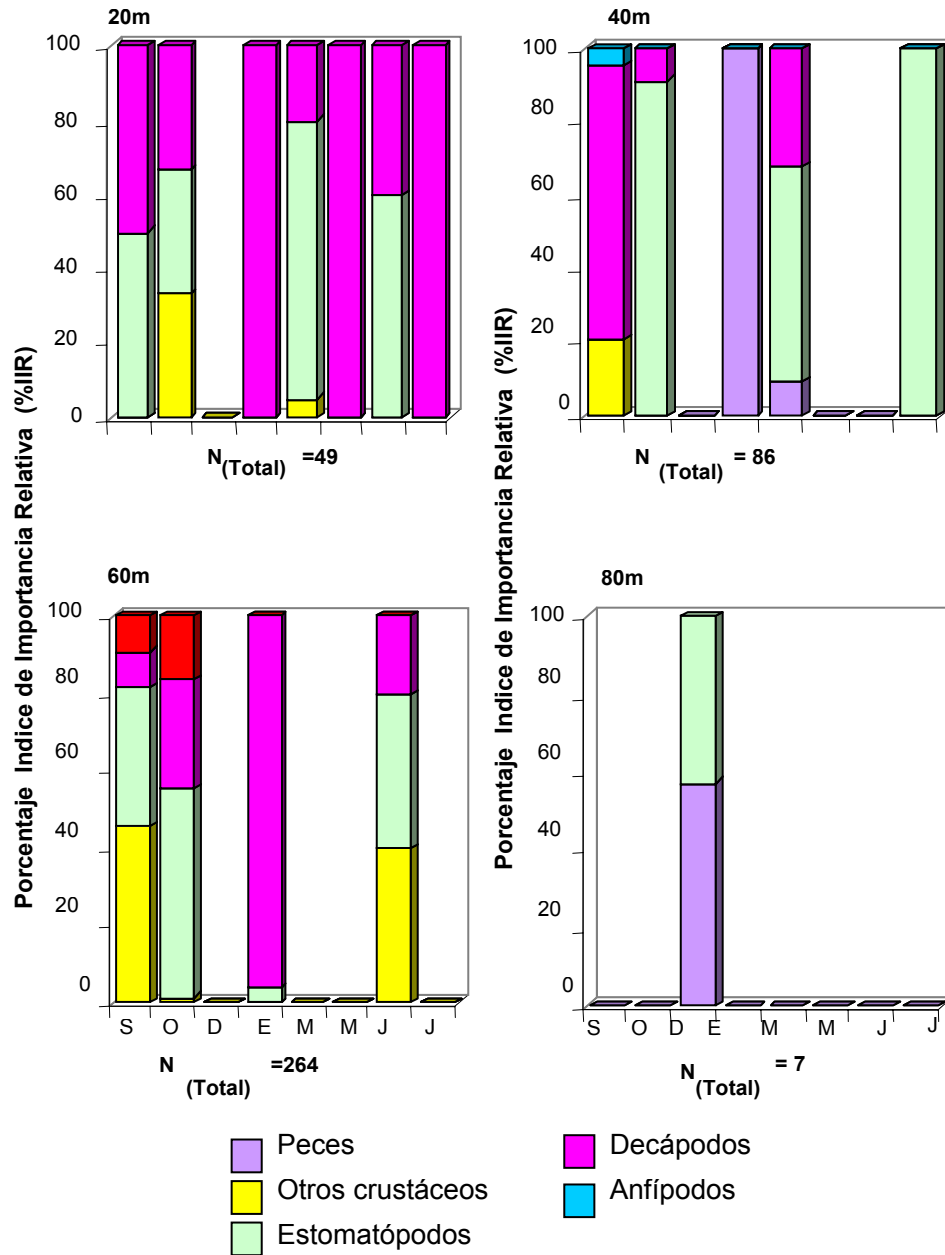 20m
100
80
60
40
20
0
N(Total) =49
40m
100
80
60
40
20
0
N(Total) = 86
Porcentaje Indice de Importancia Relativa (%IIR)
Porcentaje Indice de Importancia Relativa (%IIR)
60m
100
80
60
40
20
0
S O D E M M J J
N(Total) =264
80m
100
80
60
40
20
0
S O D E M M J J
N(Total) = 7
Peces
Otros crustáceos
Estomatópodos
Decápodos
Anfípodos